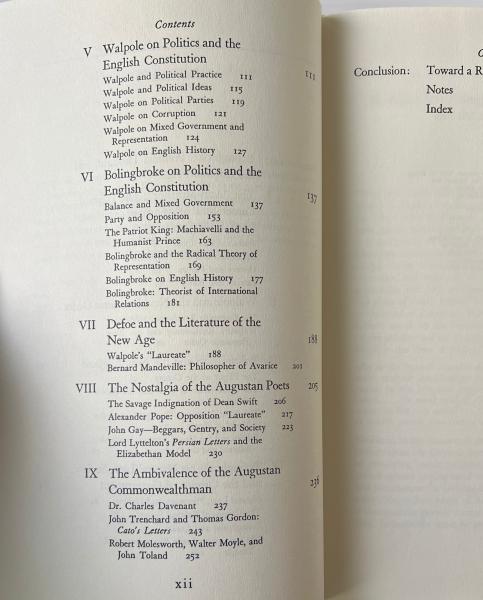 Contents
V Walpole on Politics and the
English Constitution 111
Walpole and Political Practice 111
Walpole and Political Ideas 115
Walpole on Political Parties 119
Walpole on Corruption 121
Walpole on Mixed Government and
Representation 124
Walpole on English History 127
VI Bolingbroke on Politics and the
English Constitution 137
Balance and Mixed Government 137
Party and Opposition 153
The Patriot King: Machiavelli and the
Humanist Prince 163
Bolingbroke and the Radical Theory of
Representation 169
Bolingbroke on English History 177
Bolingbroke: Theorist of International
Relations 181
VII Defoe and the Literature of the
New Age 188
Walpole's "Laureate" 188
Bernard Mandeville: Philosopher of Avarice 201
VIII The Nostalgia of the Augustan Poets 205
The Savage Indignation of Dean Swift 206
Alexander Pope: Opposition "Laureate" 217
John Gay—Beggars, Gentry, and Society 223
Lord Lyttelton's Persian Letters and the
Elizabethan Model 230
IX The Ambivalence of the Augustan
Commonwealthman 236
Dr. Charles Davenant 237
John Trenchard and Thomas Gordon:
Cato's Letters 243
Robert Molesworth, Walter Moyle, and
John Toland 252
xii
Conclusion: Toward a R
Notes
Index